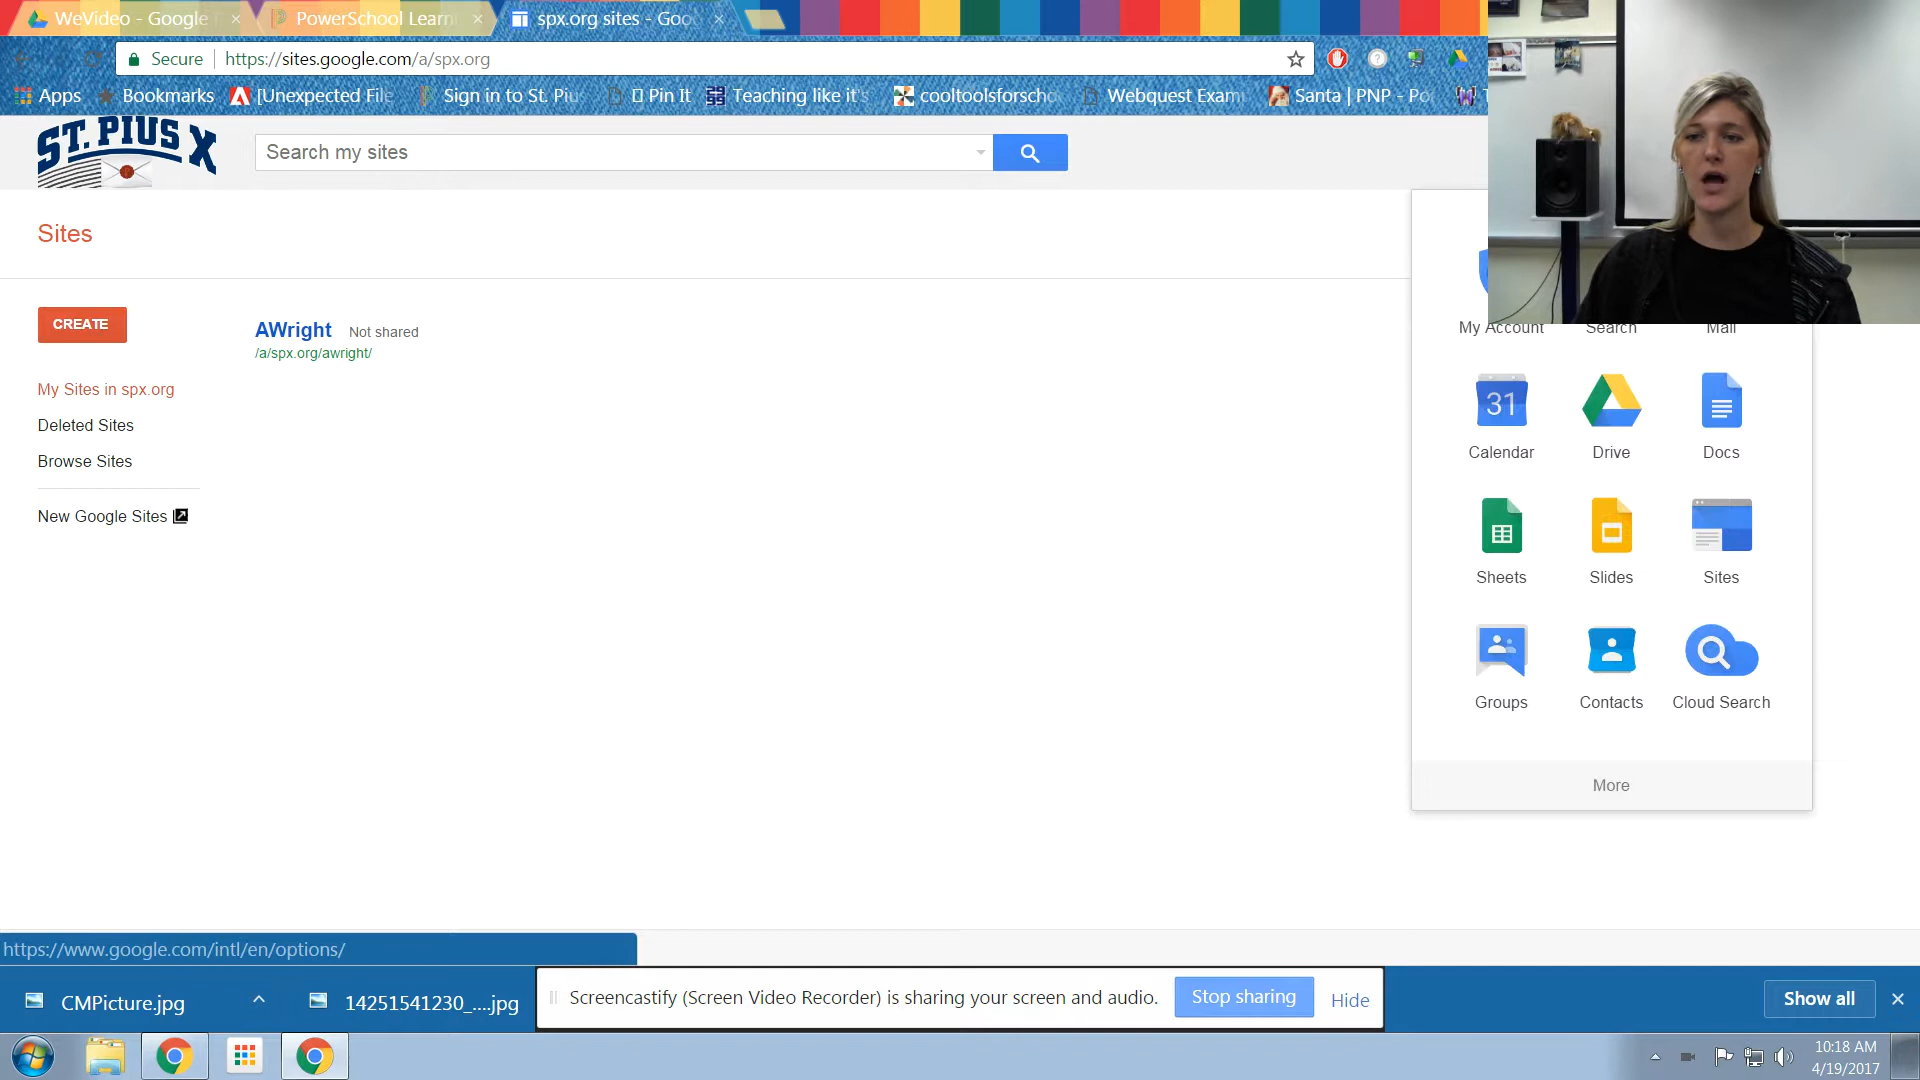 WeVideo - Google
PowerSchool Learn
spx.org sites - Goo
Secure
https://sites.google.com/a/spx.org
Apps
Bookmarks
[Unexpected File
Sign in to St. Piu
Pin It
Teaching like it's
cooltoolsforscho
Webquest Exam
Santa | PNP - Po
ST. PIUS X
Search my sites
Sites
CREATE
AWright
Not shared
/a/spx.org/awright/
My Sites in spx.org
Deleted Sites
Browse Sites
New Google Sites
My Account
Search
Mail
31
Calendar
Drive
Docs
Sheets
Slides
Sites
Groups
Contacts
Cloud Search
More
https://www.google.com/intl/en/options/
CMPicture.jpg
14251541230_....jpg
Screencastify (Screen Video Recorder) is sharing your screen and audio.
Stop sharing
Hide
Show all
10:18 AM
4/19/2017